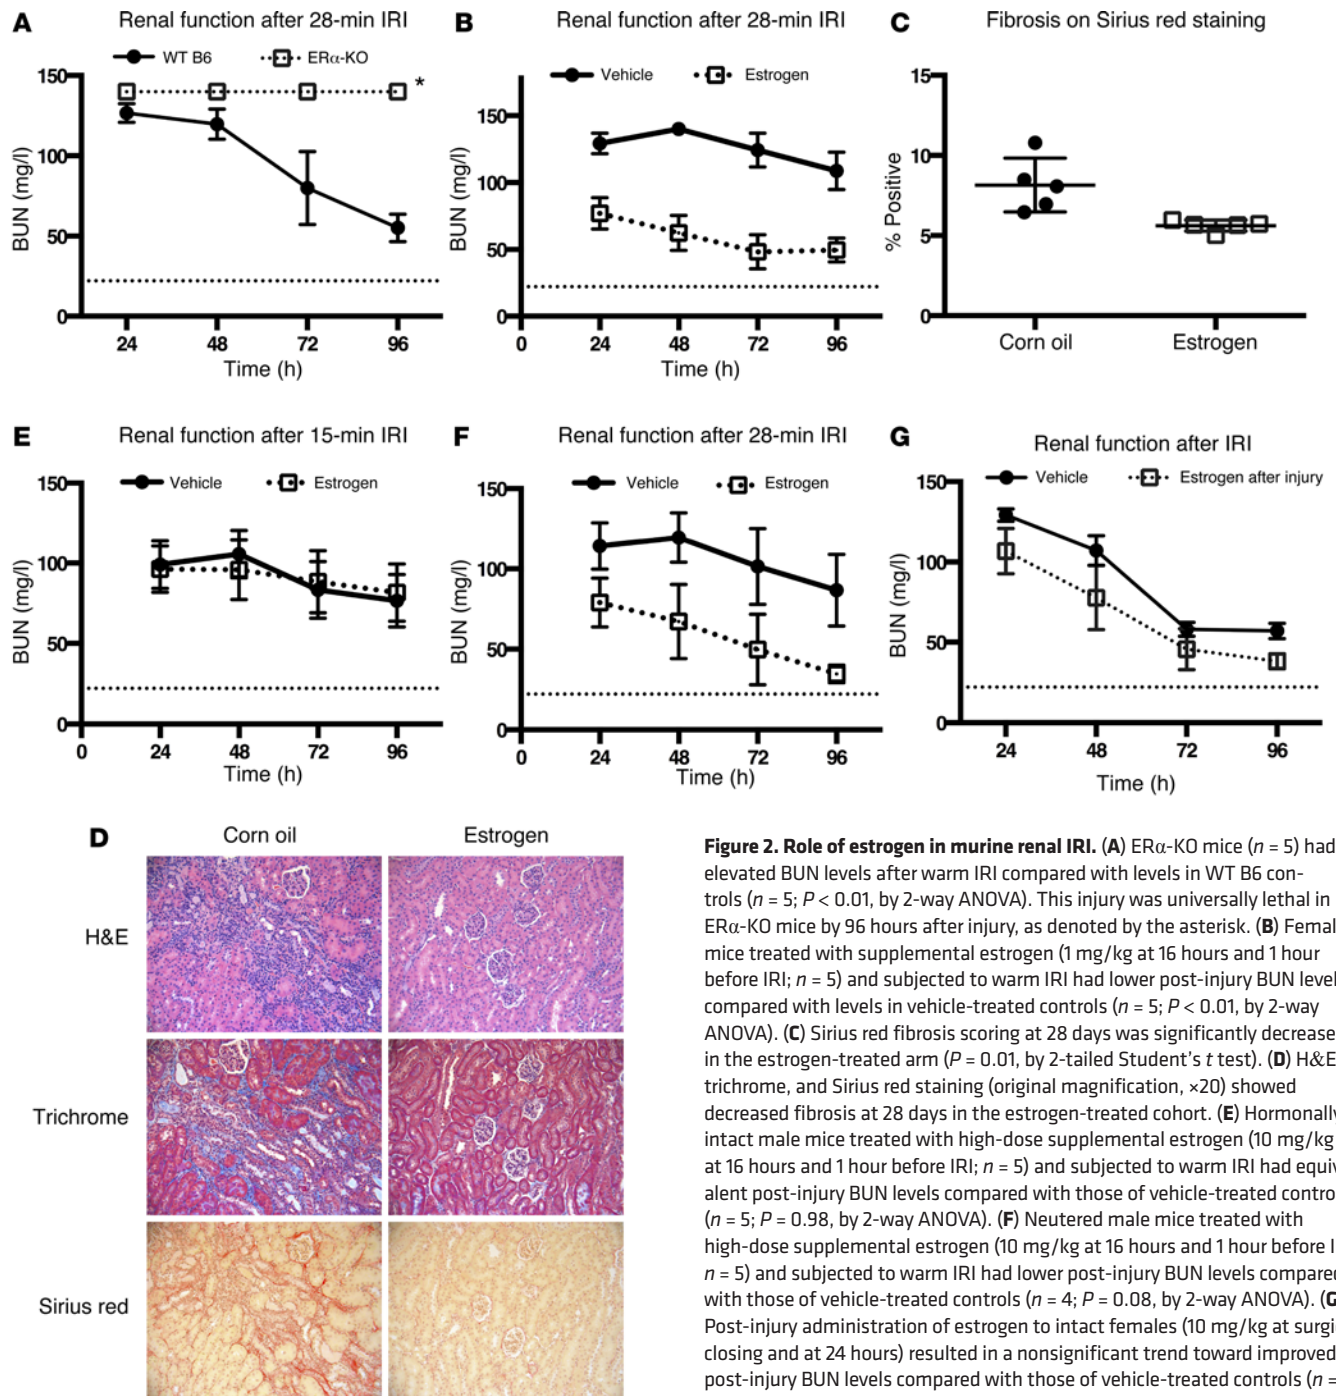 A
Renal function after 28-min IRI
WT B6
ERα-KO
150
100
50
0
*
BUN (mg/l)
24
48
72
96
Time (h)
B
Renal function after 28-min IRI
Vehicle
Estrogen
150
100
50
0
BUN (mg/l)
0
24
48
72
96
Time (h)
C
Fibrosis on Sirius red staining
15
10
5
0
% Positive
Corn oil
Estrogen
E
Renal function after 15-min IRI
Vehicle
Estrogen
150
100
50
0
BUN (mg/l)
0
24
48
72
96
Time (h)
F
Renal function after 28-min IRI
Vehicle
Estrogen
150
100
50
0
BUN (mg/l)
0
24
48
72
96
Time (h)
G
Renal function after IRI
Vehicle
Estrogen after injury
150
100
50
0
BUN (mg/l)
24
48
72
96
Time (h)
D
Corn oil
Estrogen
H&E
Trichrome
Sirius red
Figure 2. Role of estrogen in murine renal IRI. (A) ERα-KO mice (n = 5) had
elevated BUN levels after warm IRI compared with levels in WT B6 con-
trols (n = 5; P < 0.01, by 2-way ANOVA). This injury was universally lethal in
ERα-KO mice by 96 hours after injury, as denoted by the asterisk. (B) Femal
mice treated with supplemental estrogen (1 mg/kg at 16 hours and 1 hour
before IRI; n = 5) and subjected to warm IRI had lower post-injury BUN level
compared with levels in vehicle-treated controls (n = 5; P < 0.01, by 2-way
ANOVA). (C) Sirius red fibrosis scoring at 28 days was significantly decrease
in the estrogen-treated arm (P = 0.01, by 2-tailed Student's t test). (D) H&E
trichrome, and Sirius red staining (original magnification, ×20) showed
decreased fibrosis at 28 days in the estrogen-treated cohort. (E) Hormonally
intact male mice treated with high-dose supplemental estrogen (10 mg/kg
at 16 hours and 1 hour before IRI; n = 5) and subjected to warm IRI had equiv
alent post-injury BUN levels compared with those of vehicle-treated contro
(n = 5; P = 0.98, by 2-way ANOVA). (F) Neutered male mice treated with
high-dose supplemental estrogen (10 mg/kg at 16 hours and 1 hour before I
n = 5) and subjected to warm IRI had lower post-injury BUN levels compared
with those of vehicle-treated controls (n = 4; P = 0.08, by 2-way ANOVA). (G
Post-injury administration of estrogen to intact females (10 mg/kg at surgi
closing and at 24 hours) resulted in a nonsignificant trend toward improved
post-injury BUN levels compared with those of vehicle-treated controls (n =